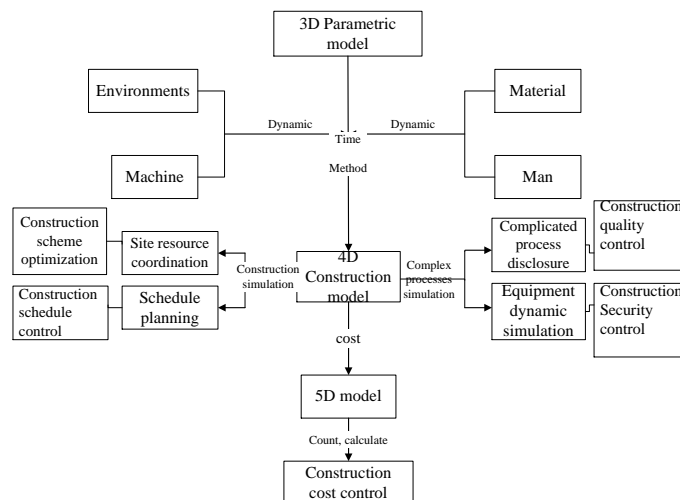 3D Parametric
model
Environments
Material
Dynamic
Time
Dynamic
Machine
Man
Method
Construction
scheme
optimization
Site resource
coordination
Construction
simulation
4D
Construction
model
Complex
processes
simulation
Complicated
process
disclosure
Construction
quality
control
Construction
schedule
control
Schedule
planning
Equipment
dynamic
simulation
Construction
Security
control
cost
5D model
Count, calculate
Construction
cost control